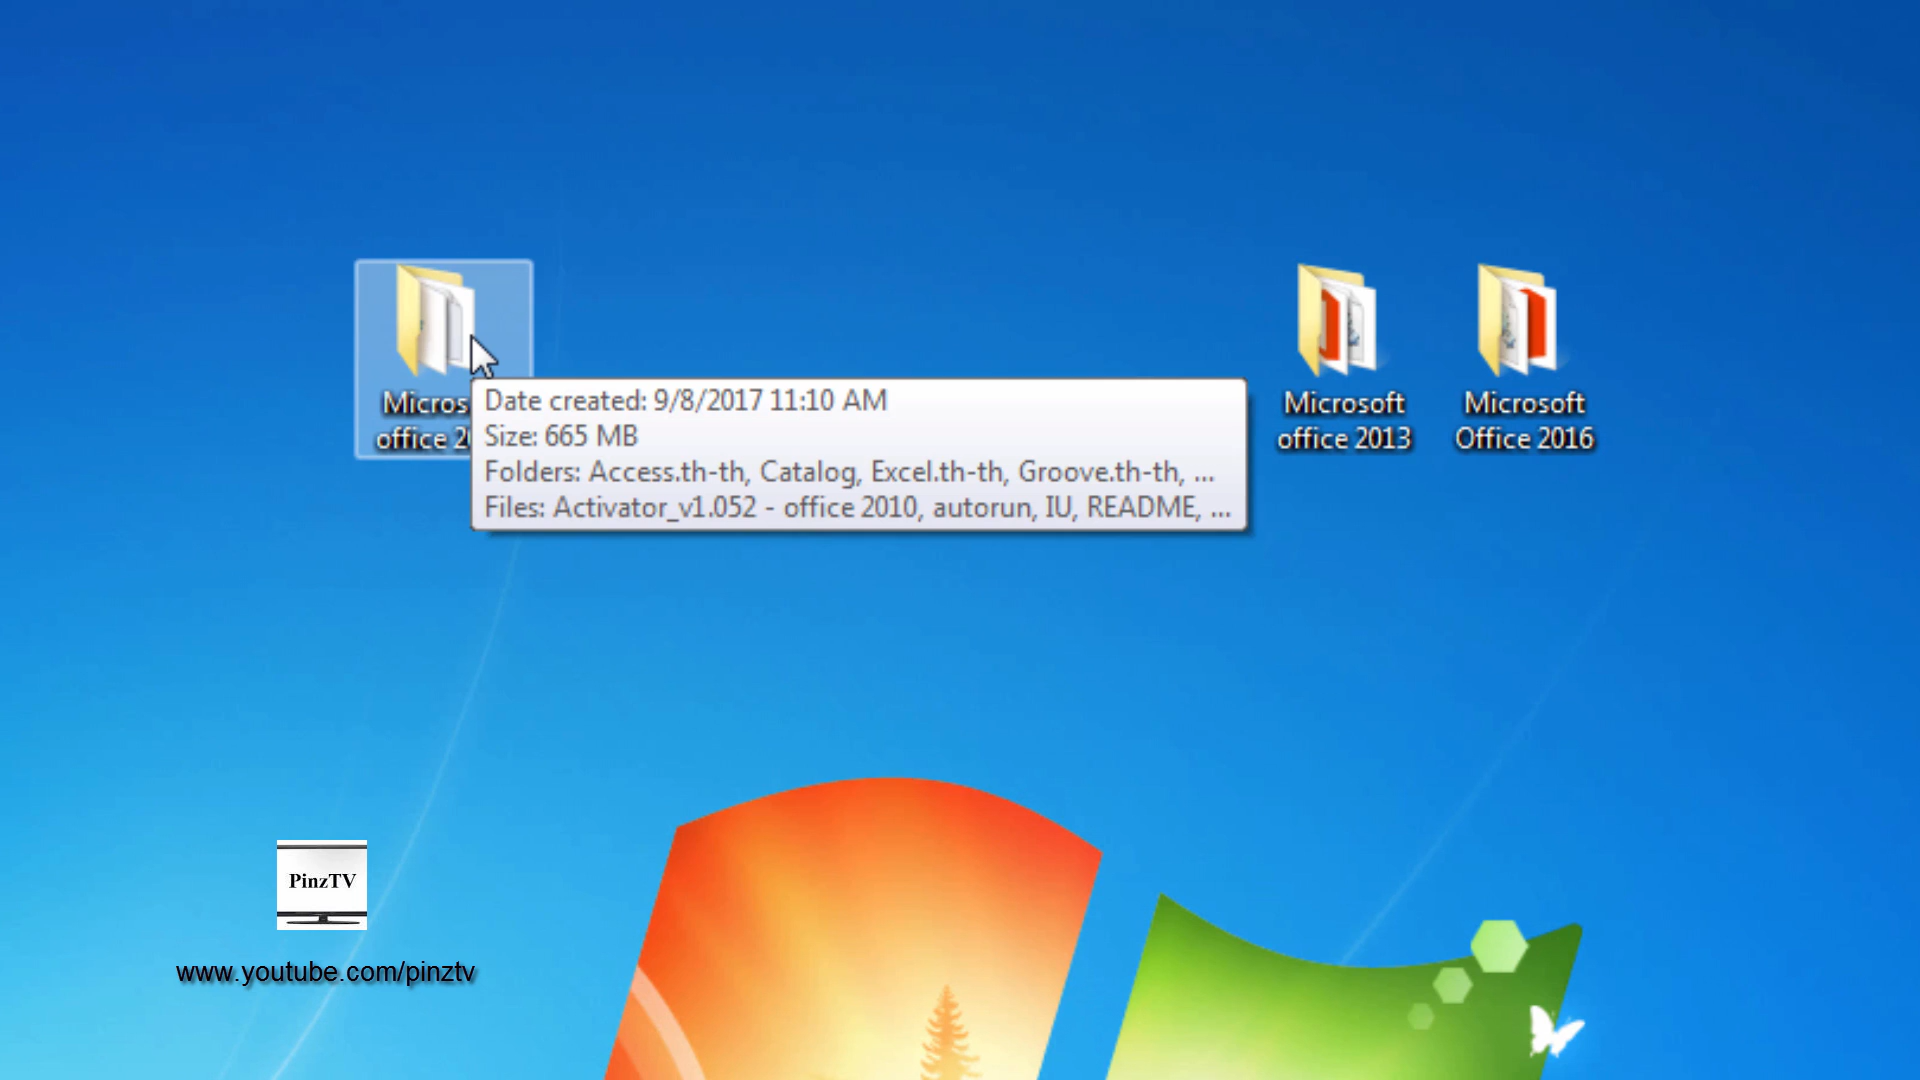 Micros
office 2
Date created: 9/8/2017 11:10 AM
Size: 665 MB
Folders: Access.th-th, Catalog, Excel.th-th, Groove.th-th, ...
Files: Activator_v1.052 - office 2010, autorun, IU, README, ...
Microsoft
office 2013
Microsoft
Office 2016
PinzTV
www.youtube.com/pinztv